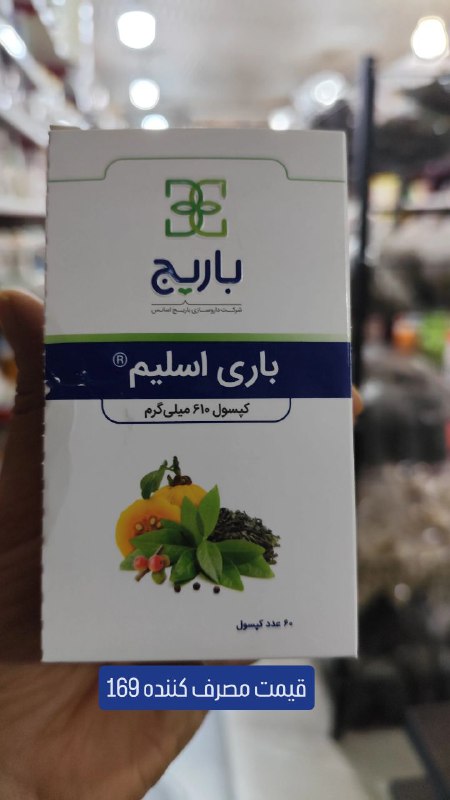 باریج
شرکت داروسازی باریج اسانس
باری اسلیم®
کپسول ۶۱۰ میلی‌گرم
۶۰ عدد کپسول
قیمت مصرف کننده 169